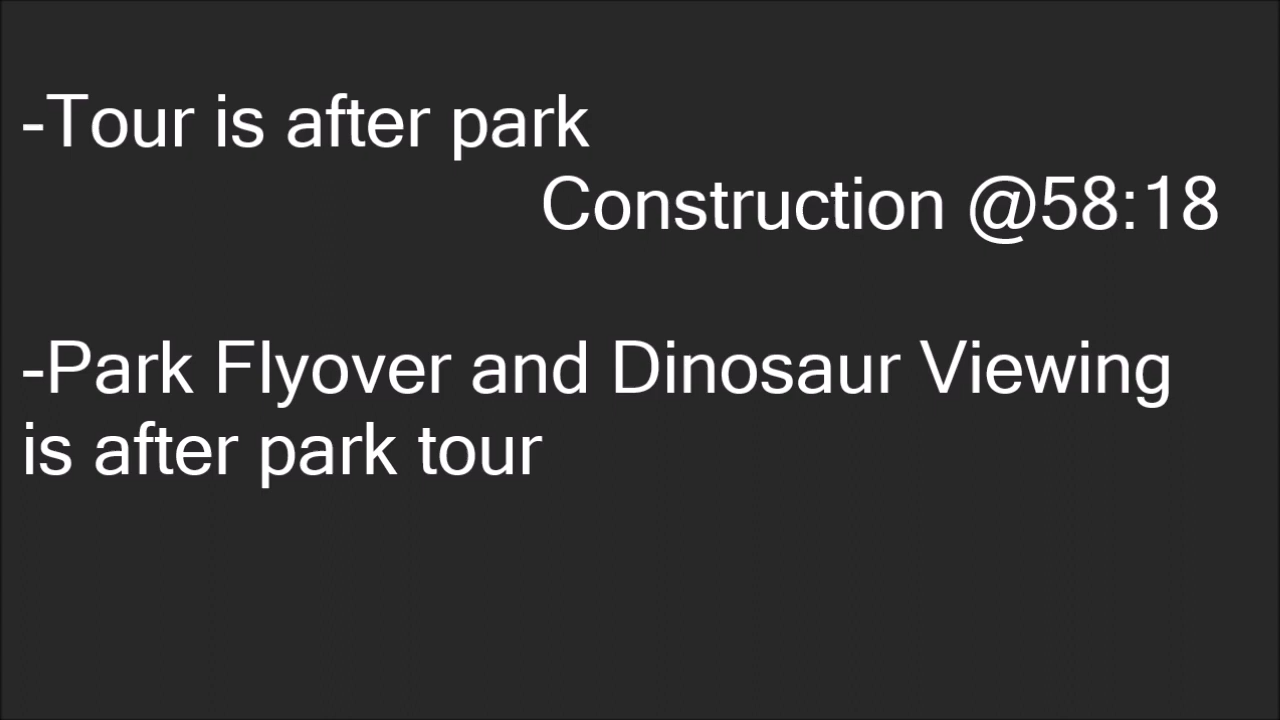 -Tour is after park
Construction @58:18
-Park Flyover and Dinosaur Viewing
is after park tour